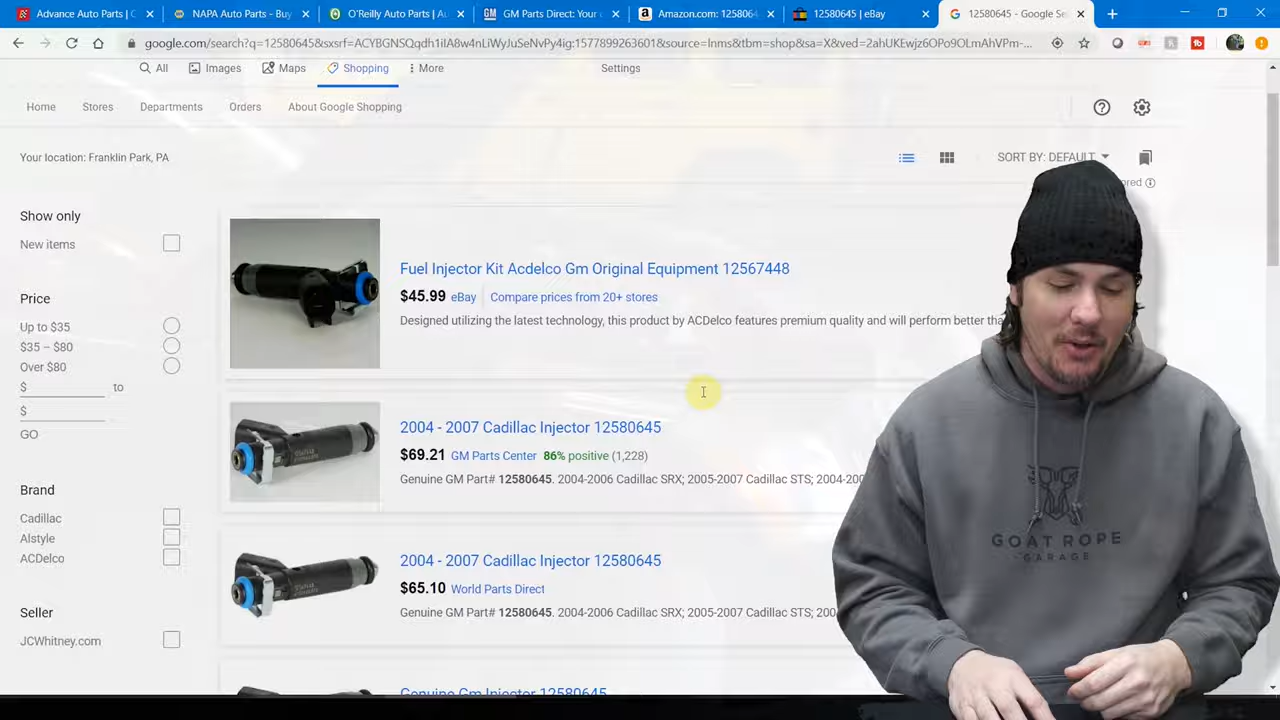 Advance Auto Parts | C
NAPA Auto Parts - Buy
O'Reilly Auto Parts | Au
GM Parts Direct: Your
Amazon.com: 1258064
12580645 | eBay
12580645 - Google Se
google.com/search?q=12580645&sxsrf=ACYBGNSQqdh1iIA8w4nLiWyJuSeNvPy4ig:1577899263601&source=lnms&tbm=shop&sa=X&ved=2ahUKEwjz6OPo9OLmAhVPm-...
All
Images
Maps
Shopping
More
Settings
Home
Stores
Departments
Orders
About Google Shopping
Your location: Franklin Park, PA
SORT BY: DEFAULT
Show only
New items
Price
Up to $35
$35 – $80
Over $80
$ to
$
GO
Brand
Cadillac
Alstyle
ACDelco
Seller
JCWhitney.com
Fuel Injector Kit Acdelco Gm Original Equipment 12567448
$45.99 eBay Compare prices from 20+ stores
Designed utilizing the latest technology, this product by ACDelco features premium quality and will perform better tha
2004 - 2007 Cadillac Injector 12580645
$69.21 GM Parts Center 86% positive (1,228)
Genuine GM Part# 12580645. 2004-2006 Cadillac SRX; 2005-2007 Cadillac STS; 2004-200
2004 - 2007 Cadillac Injector 12580645
$65.10 World Parts Direct
Genuine GM Part# 12580645. 2004-2006 Cadillac SRX; 2005-2007 Cadillac STS; 200
Genuine Gm Injector 12580645
GOAT ROPE
GARAGE